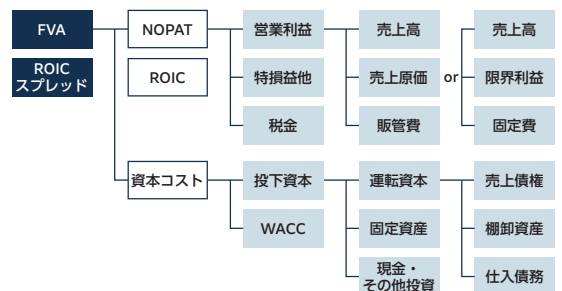 FVA
NOPAT
営業利益
売上高
売上高
ROIC
スプレッド
ROIC
特損益他
売上原価
or
限界利益
税金
販管費
固定費
資本コスト
投下資本
運転資本
売上債権
WACC
固定資産
棚卸資産
現金・
その他投資
仕入債務